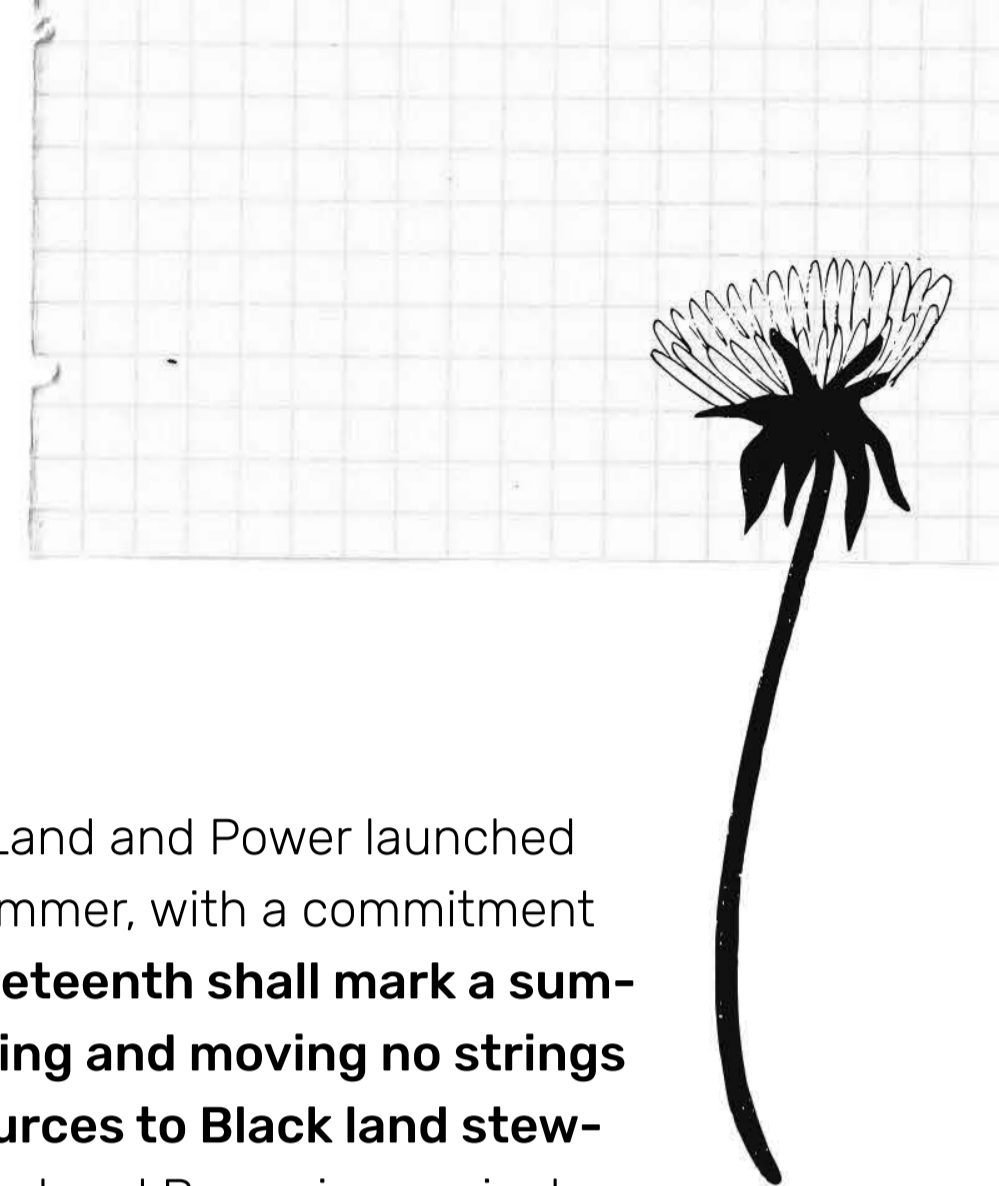 Land and Power launched
mmer, with a commitment
eteenth shall mark a sum-
ing and moving no strings
urces to Black land stew-